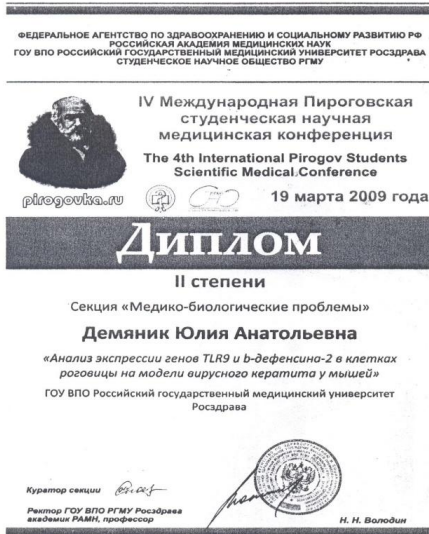 ФЕДЕРАЛЬНОЕ АГЕНТСТВО ПО ЗДРАВООХРАНЕНИЮ И СОЦИАЛЬНОМУ РАЗВИТИЮ РФ
РОССИЙСКАЯ АКАДЕМИЯ МЕДИЦИНСКИХ НАУК
ГОУ ВПО РОССИЙСКИЙ ГОСУДАРСТВЕННЫЙ МЕДИЦИНСКИЙ УНИВЕРСИТЕТ РОСЗДРАВА
СТУДЕНЧЕСКОЕ НАУЧНОЕ ОБЩЕСТВО РГМУ
IV Международная Пироговская
студенческая научная
медицинская конференция
The 4th International Pirogov Students
Scientific Medical Conference
pirogovka.ru
19 марта 2009 года
Диплом
II степени
Секция «Медико-биологические проблемы»
Демяник Юлия Анатольевна
«Анализ экспрессии генов TLR9 и b-дефенсина-2 в клетках
роговицы на модели вирусного кератита у мышей»
ГОУ ВПО Российский государственный медицинский университет
Росздрава
Куратор секции
Ректор ГОУ ВПО РГМУ Росздрава
академик РАМН, профессор
Н. Н. Володин